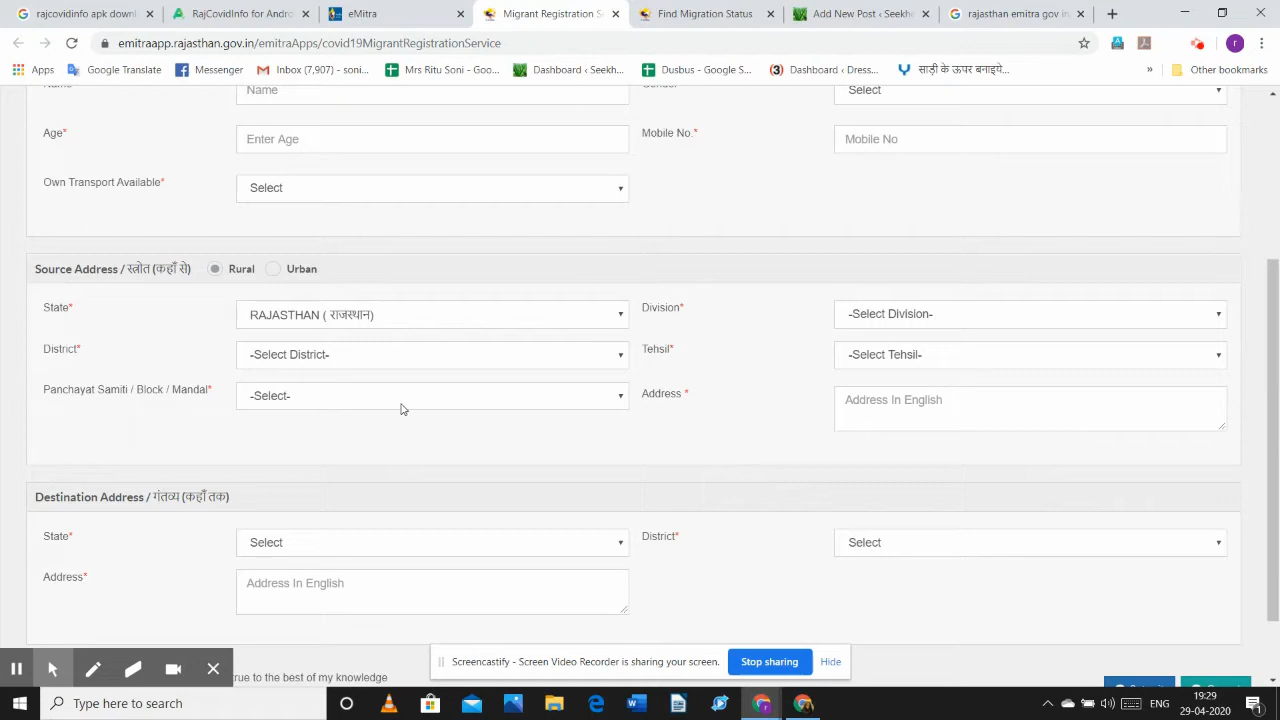 rajcovidinfo app downl
RajCovidInfo for Andro
eMitra
Migrant Registration S
Find Migration Status
Add New Post ‹ Seekhe
rajasthan emitra gov in
emitraapp.rajasthan.gov.in/emitraApps/covid19MigrantRegistrationService
Apps
Google Translate
Messenger
Inbox (7,907) - soni...
Mrs Ritu Soni - Goo...
Dashboard ‹ Seekh...
Dusbus - Google S...
Dashboard ‹ Dress...
साड़ी के ऊपर बनाइपे...
»
Other bookmarks
Name
Select
Age*
Enter Age
Mobile No.*
Mobile No
Own Transport Available*
Select
Source Address / स्त्रोत (कहाँ से)
Rural
Urban
State*
RAJASTHAN ( राजस्थान)
Division*
-Select Division-
District*
-Select District-
Tehsil*
-Select Tehsil-
Panchayat Samiti / Block / Mandal*
-Select-
Address *
Address In English
Destination Address / गंतव्य (कहाँ तक)
State*
Select
District*
Select
Address*
Address In English
Screencastify - Screen Video Recorder is sharing your screen.
Stop sharing
Hide
true to the best of my knowledge
Type here to search
ENG
19:29
29-04-2020